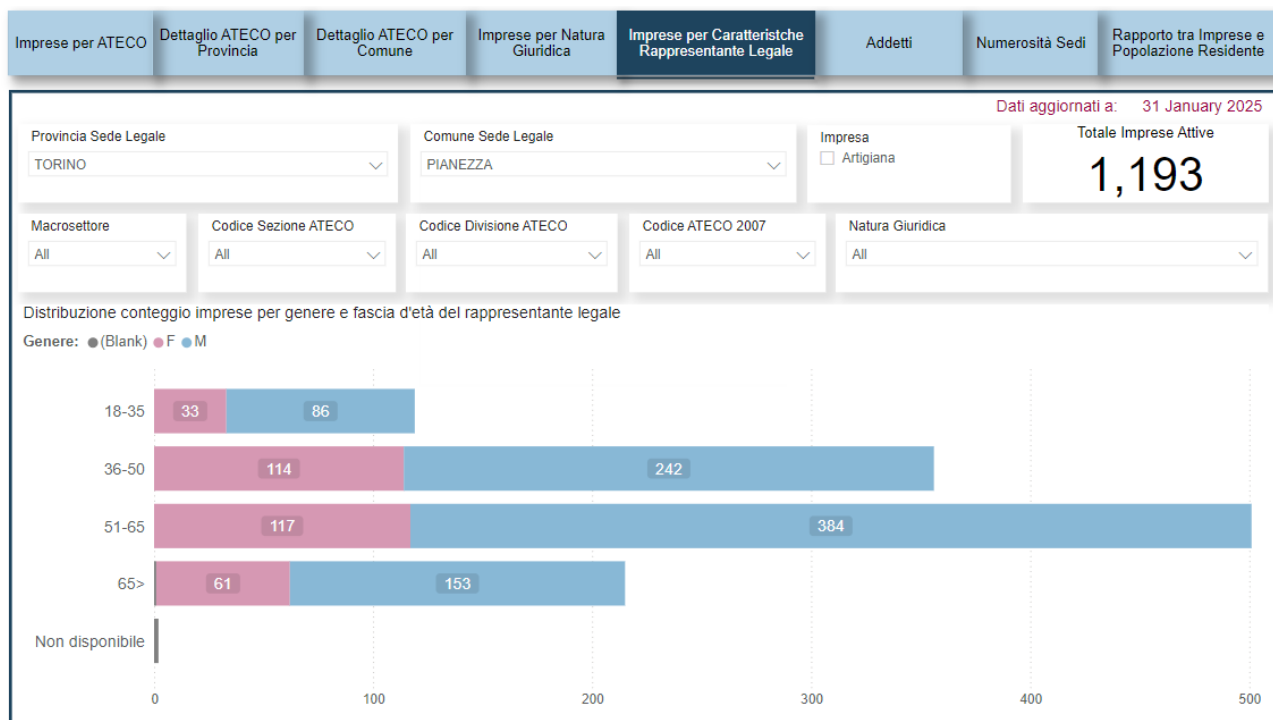 Imprese per ATECO
Dettaglio ATECO per
Provincia
Dettaglio ATECO per
Comune
Imprese per Natura
Giuridica
Imprese per Caratteristche
Rappresentante Legale
Addetti
Numerosità Sedi
Rapporto tra Imprese e
Popolazione Residente
Dati aggiornati a: 31 January 2025
Provincia Sede Legale
TORINO
Comune Sede Legale
PIANEZZA
Impresa
Artigiana
Totale Imprese Attive
1,193
Macrosettore
All
Codice Sezione ATECO
All
Codice Divisione ATECO
All
Codice ATECO 2007
All
Natura Giuridica
All
Distribuzione conteggio imprese per genere e fascia d'età del rappresentante legale
Genere: (Blank) F M
18-35 33 86
36-50 114 242
51-65 117 384
65> 61 153
Non disponibile
0 100 200 300 400 500